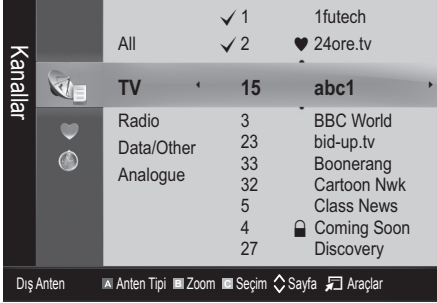 Kanallar
✓ 1 1futech
All ✓ 2 ♥ 24ore.tv
TV 15 abc1
Radio 3 BBC World
Data/Other 23 bid-up.tv
Analogue 33 Boonerang
32 Cartoon Nwk
5 Class News
4 Coming Soon
27 Discovery
Dış Anten A Anten Tipi B Zoom C Seçim Sayfa Araçlar